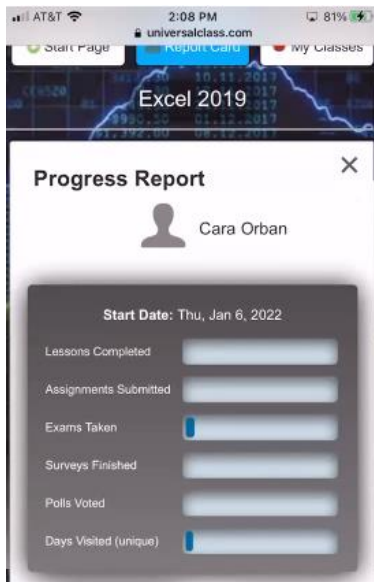 AT&T 2:08 PM 81%
universalclass.com
Start Page Report Card My Classes
Excel 2019
Progress Report
Cara Orban
Start Date: Thu, Jan 6, 2022
Lessons Completed
Assignments Submitted
Exams Taken
Surveys Finished
Polls Voted
Days Visited (unique)